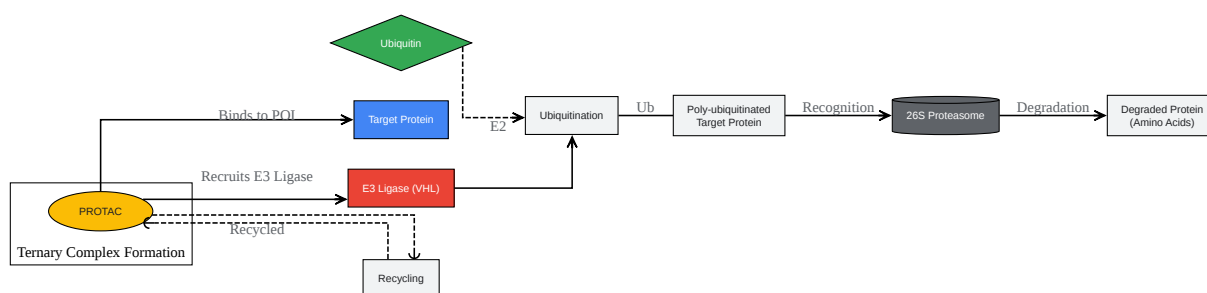 Ubiquitin
Binds to POI
Target Protein
E2
Ubiquitination
Ub
Poly-ubiquitinated
Target Protein
Recognition
26S Proteasome
Degradation
Degraded Protein
(Amino Acids)
Recruits E3 Ligase
E3 Ligase (VHL)
PROTAC
Recycled
Ternary Complex Formation
Recycling